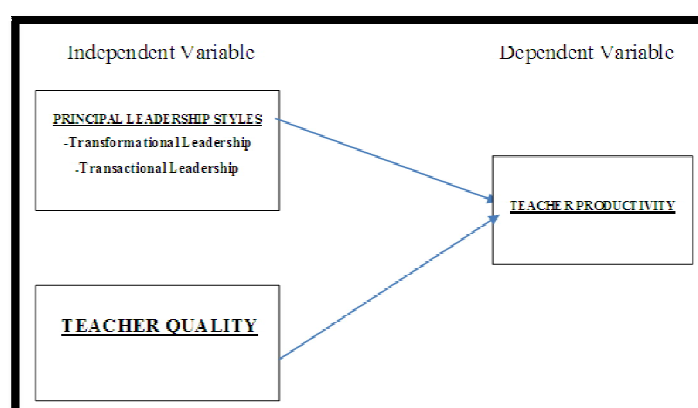 Independent Variable
Dependent Variable
PRINCIPAL LEADERSHIP STYLES
-Transformational Leadership
-Transactional Leadership
TEACHER PRODUCTIVITY
TEACHER QUALITY